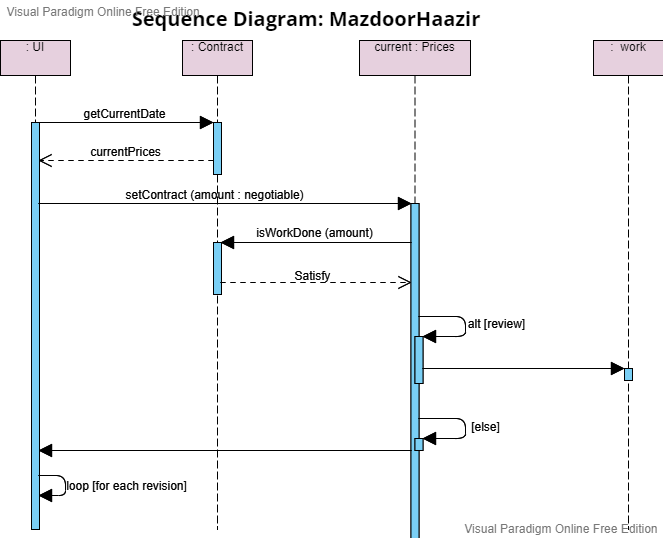 Visual Paradigm Online Free Edition
Sequence Diagram: MazdoorHaazir
: UI
: Contract
current : Prices
: work
getCurrentDate
currentPrices
setContract (amount : negotiable)
isWorkDone (amount)
Satisfy
alt [review]
[else]
loop [for each revision]
Visual Paradigm Online Free Edition